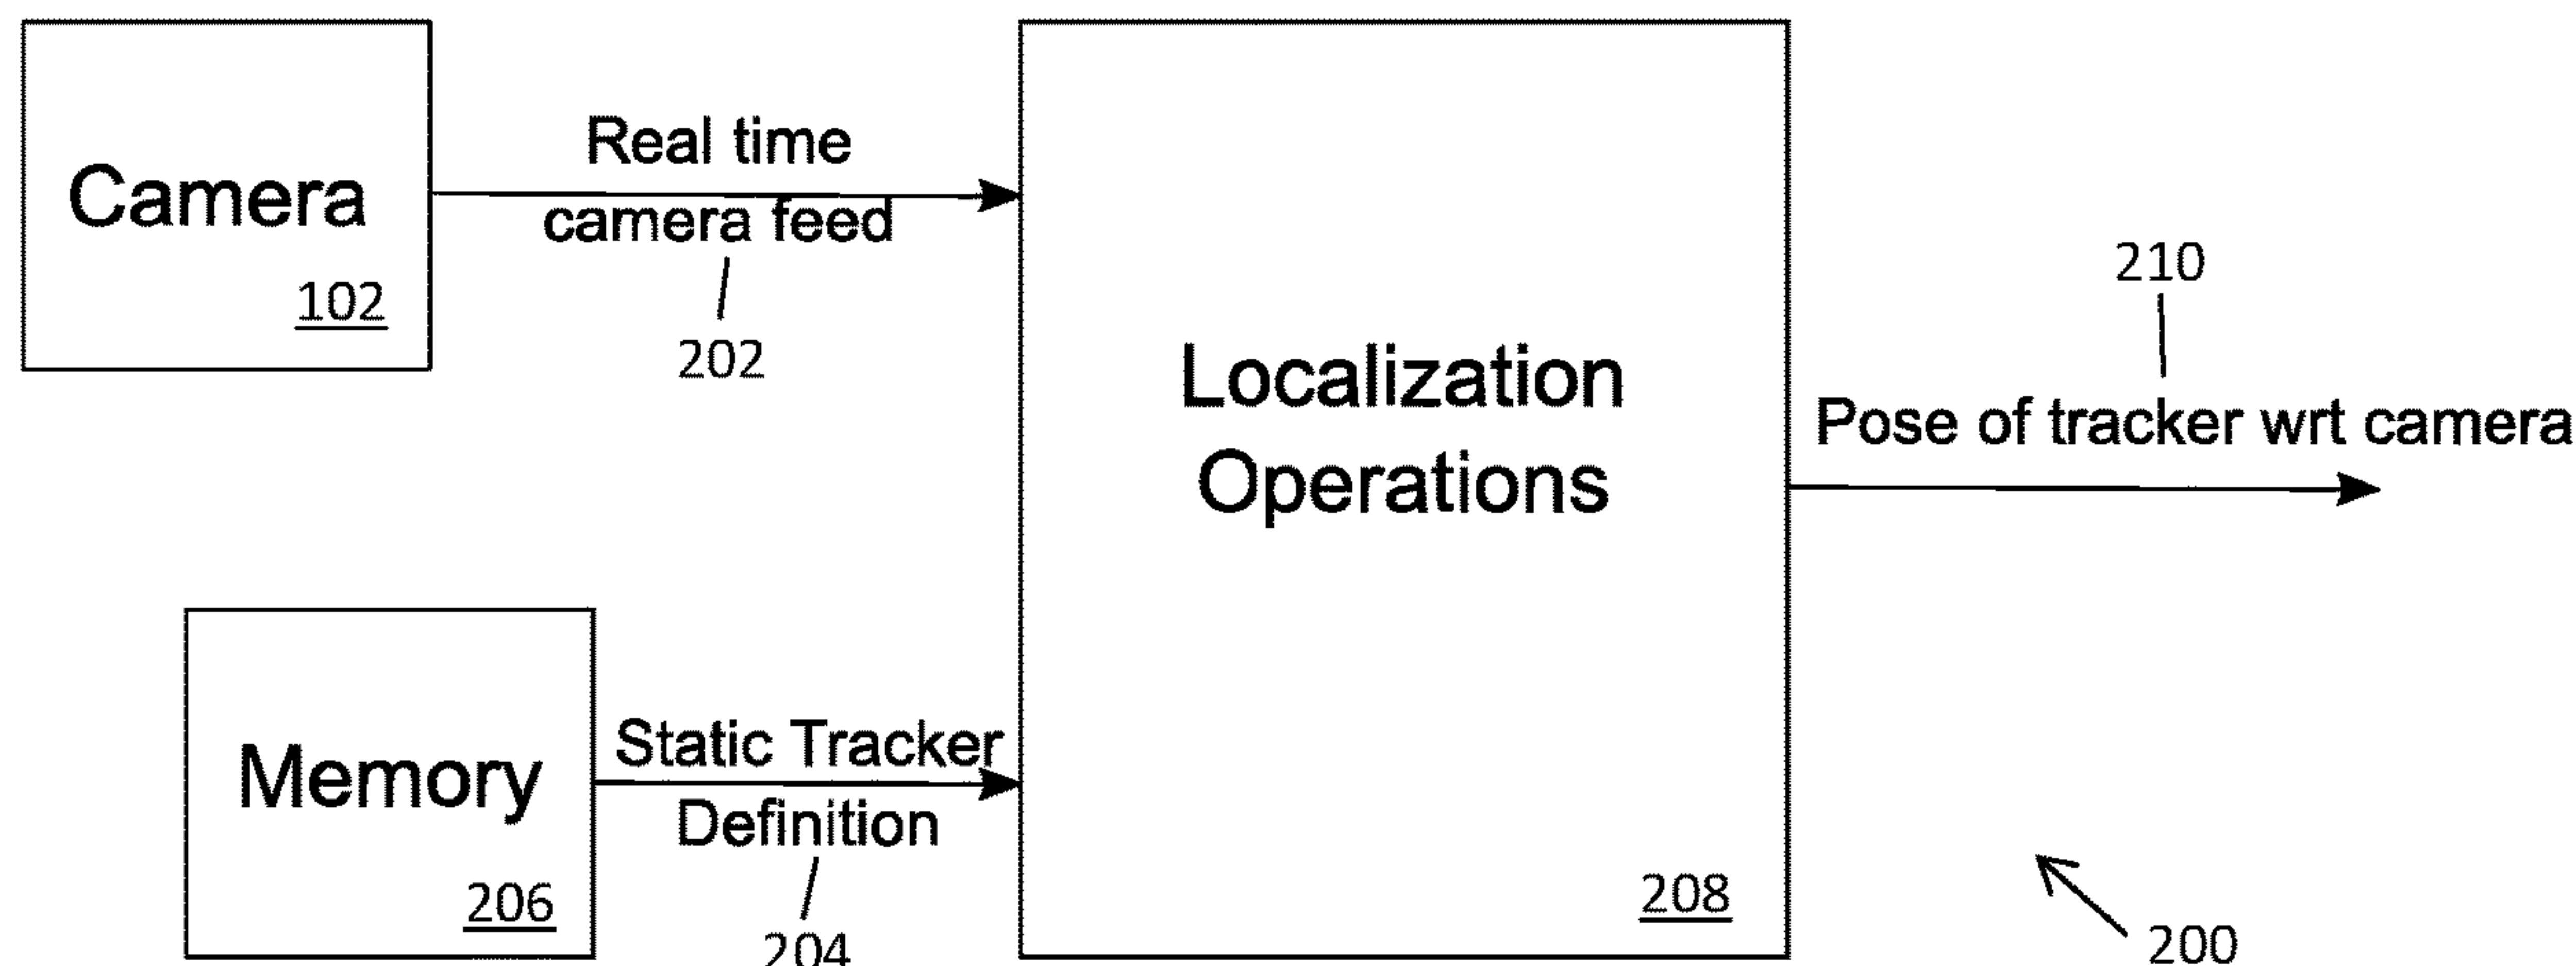 Camera
102
Real time
camera feed
202
Memory
206
Static Tracker
Definition
204
Localization
Operations
208
210
Pose of tracker wrt camera
200